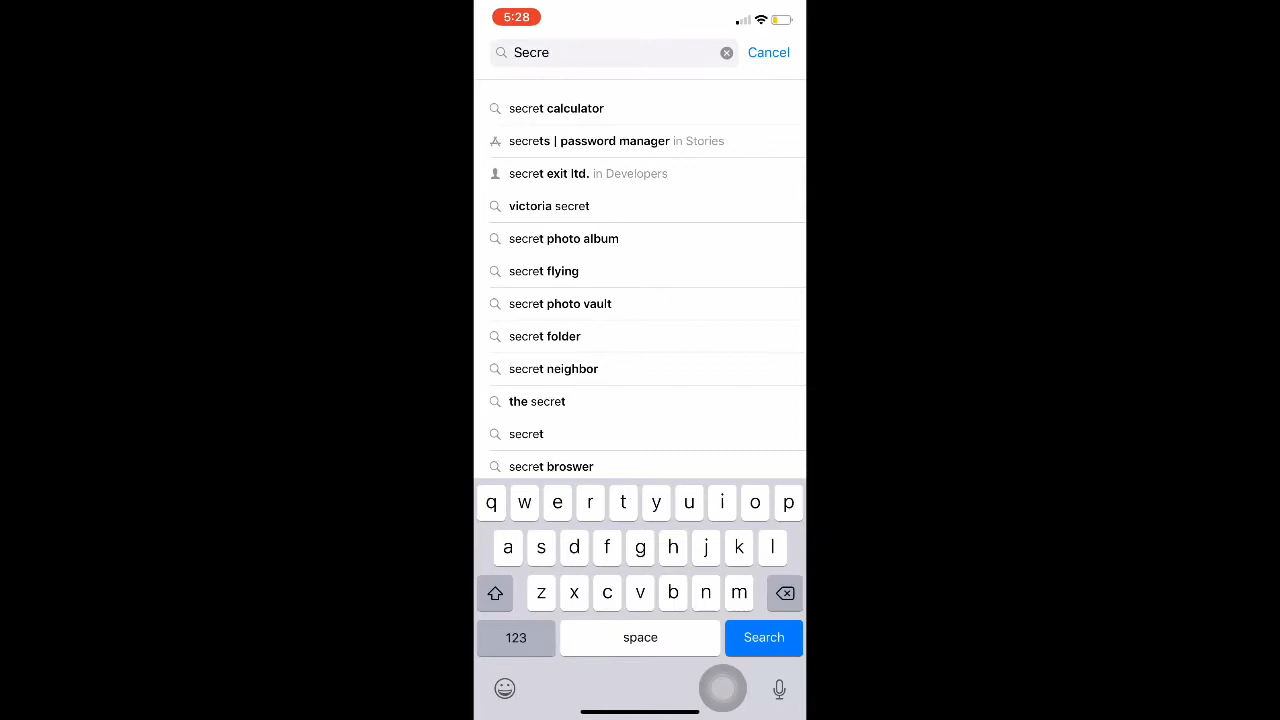 5:28
Secre
Cancel
secret calculator
secrets | password manager in Stories
secret exit ltd. in Developers
victoria secret
secret photo album
secret flying
secret photo vault
secret folder
secret neighbor
the secret
secret
secret broswer
q w e r t y u i o p
a s d f g h j k l
z x c v b n m
123 space Search